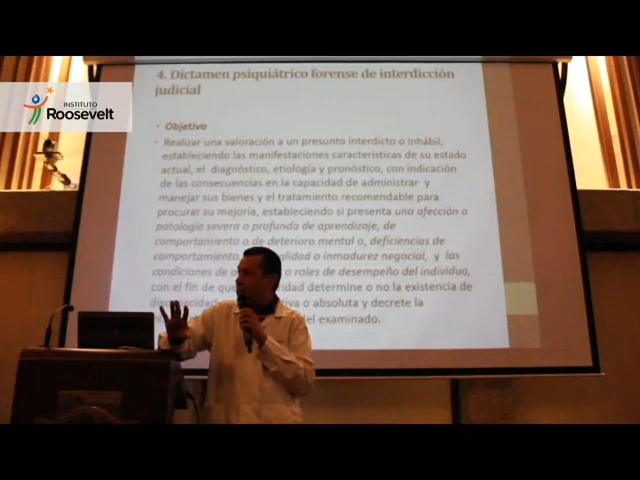 4. Dictamen psiquiátrico forense de interdicción
judicial
INSTITUTO
Roosevelt
• Objetivo
• Realizar una valoración a un presunto interdicto o inhábil,
estableciendo las manifestaciones características de su estado
actual, el diagnóstico, etiología y pronóstico, con indicación
de las consecuencias en la capacidad de administrar y
manejar sus bienes y el tratamiento recomendable para
procurar su mejoría, estableciendo si presenta una afección o
patología severa o profunda de aprendizaje, de
comportamiento o de deterioro mental o, deficiencias de
comportamiento inmadurez negocial, y las
condiciones de a roles de desempeño del individuo,
con el fin de que determine o no la existencia de
o absoluta y decrete la
del examinado.